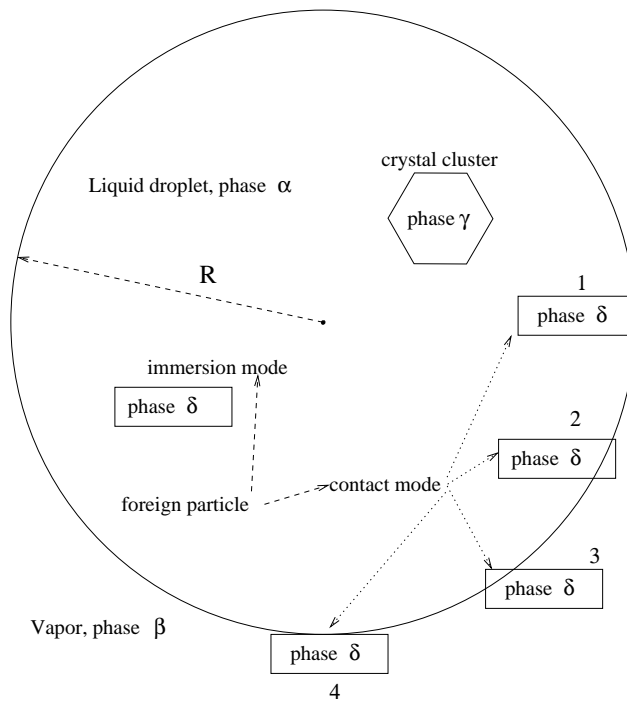 crystal cluster
Liquid droplet, phase α
phase γ
R
1
phase δ
immersion mode
phase δ
2
phase δ
contact mode
foreign particle
3
phase δ
Vapor, phase β
phase δ
4